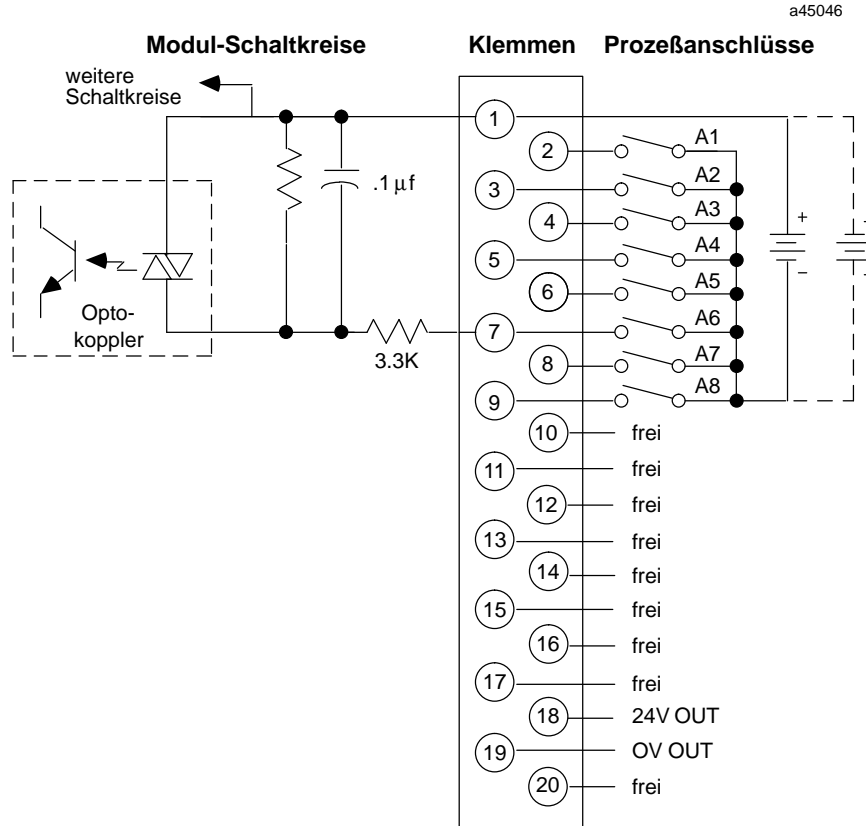 a45046
Modul-Schaltkreise Klemmen Prozeßanschlüsse
weitere
Schaltkreise
.1 µf
Opto-
koppler
3.3K
1
2 A1
3 A2
4 A3
+ +
5 A4
- -
6 A5
7 A6
8 A7
9 A8
10 frei
11 frei
12 frei
13 frei
14 frei
15 frei
16 frei
17 frei
18 24V OUT
19 OV OUT
20 frei